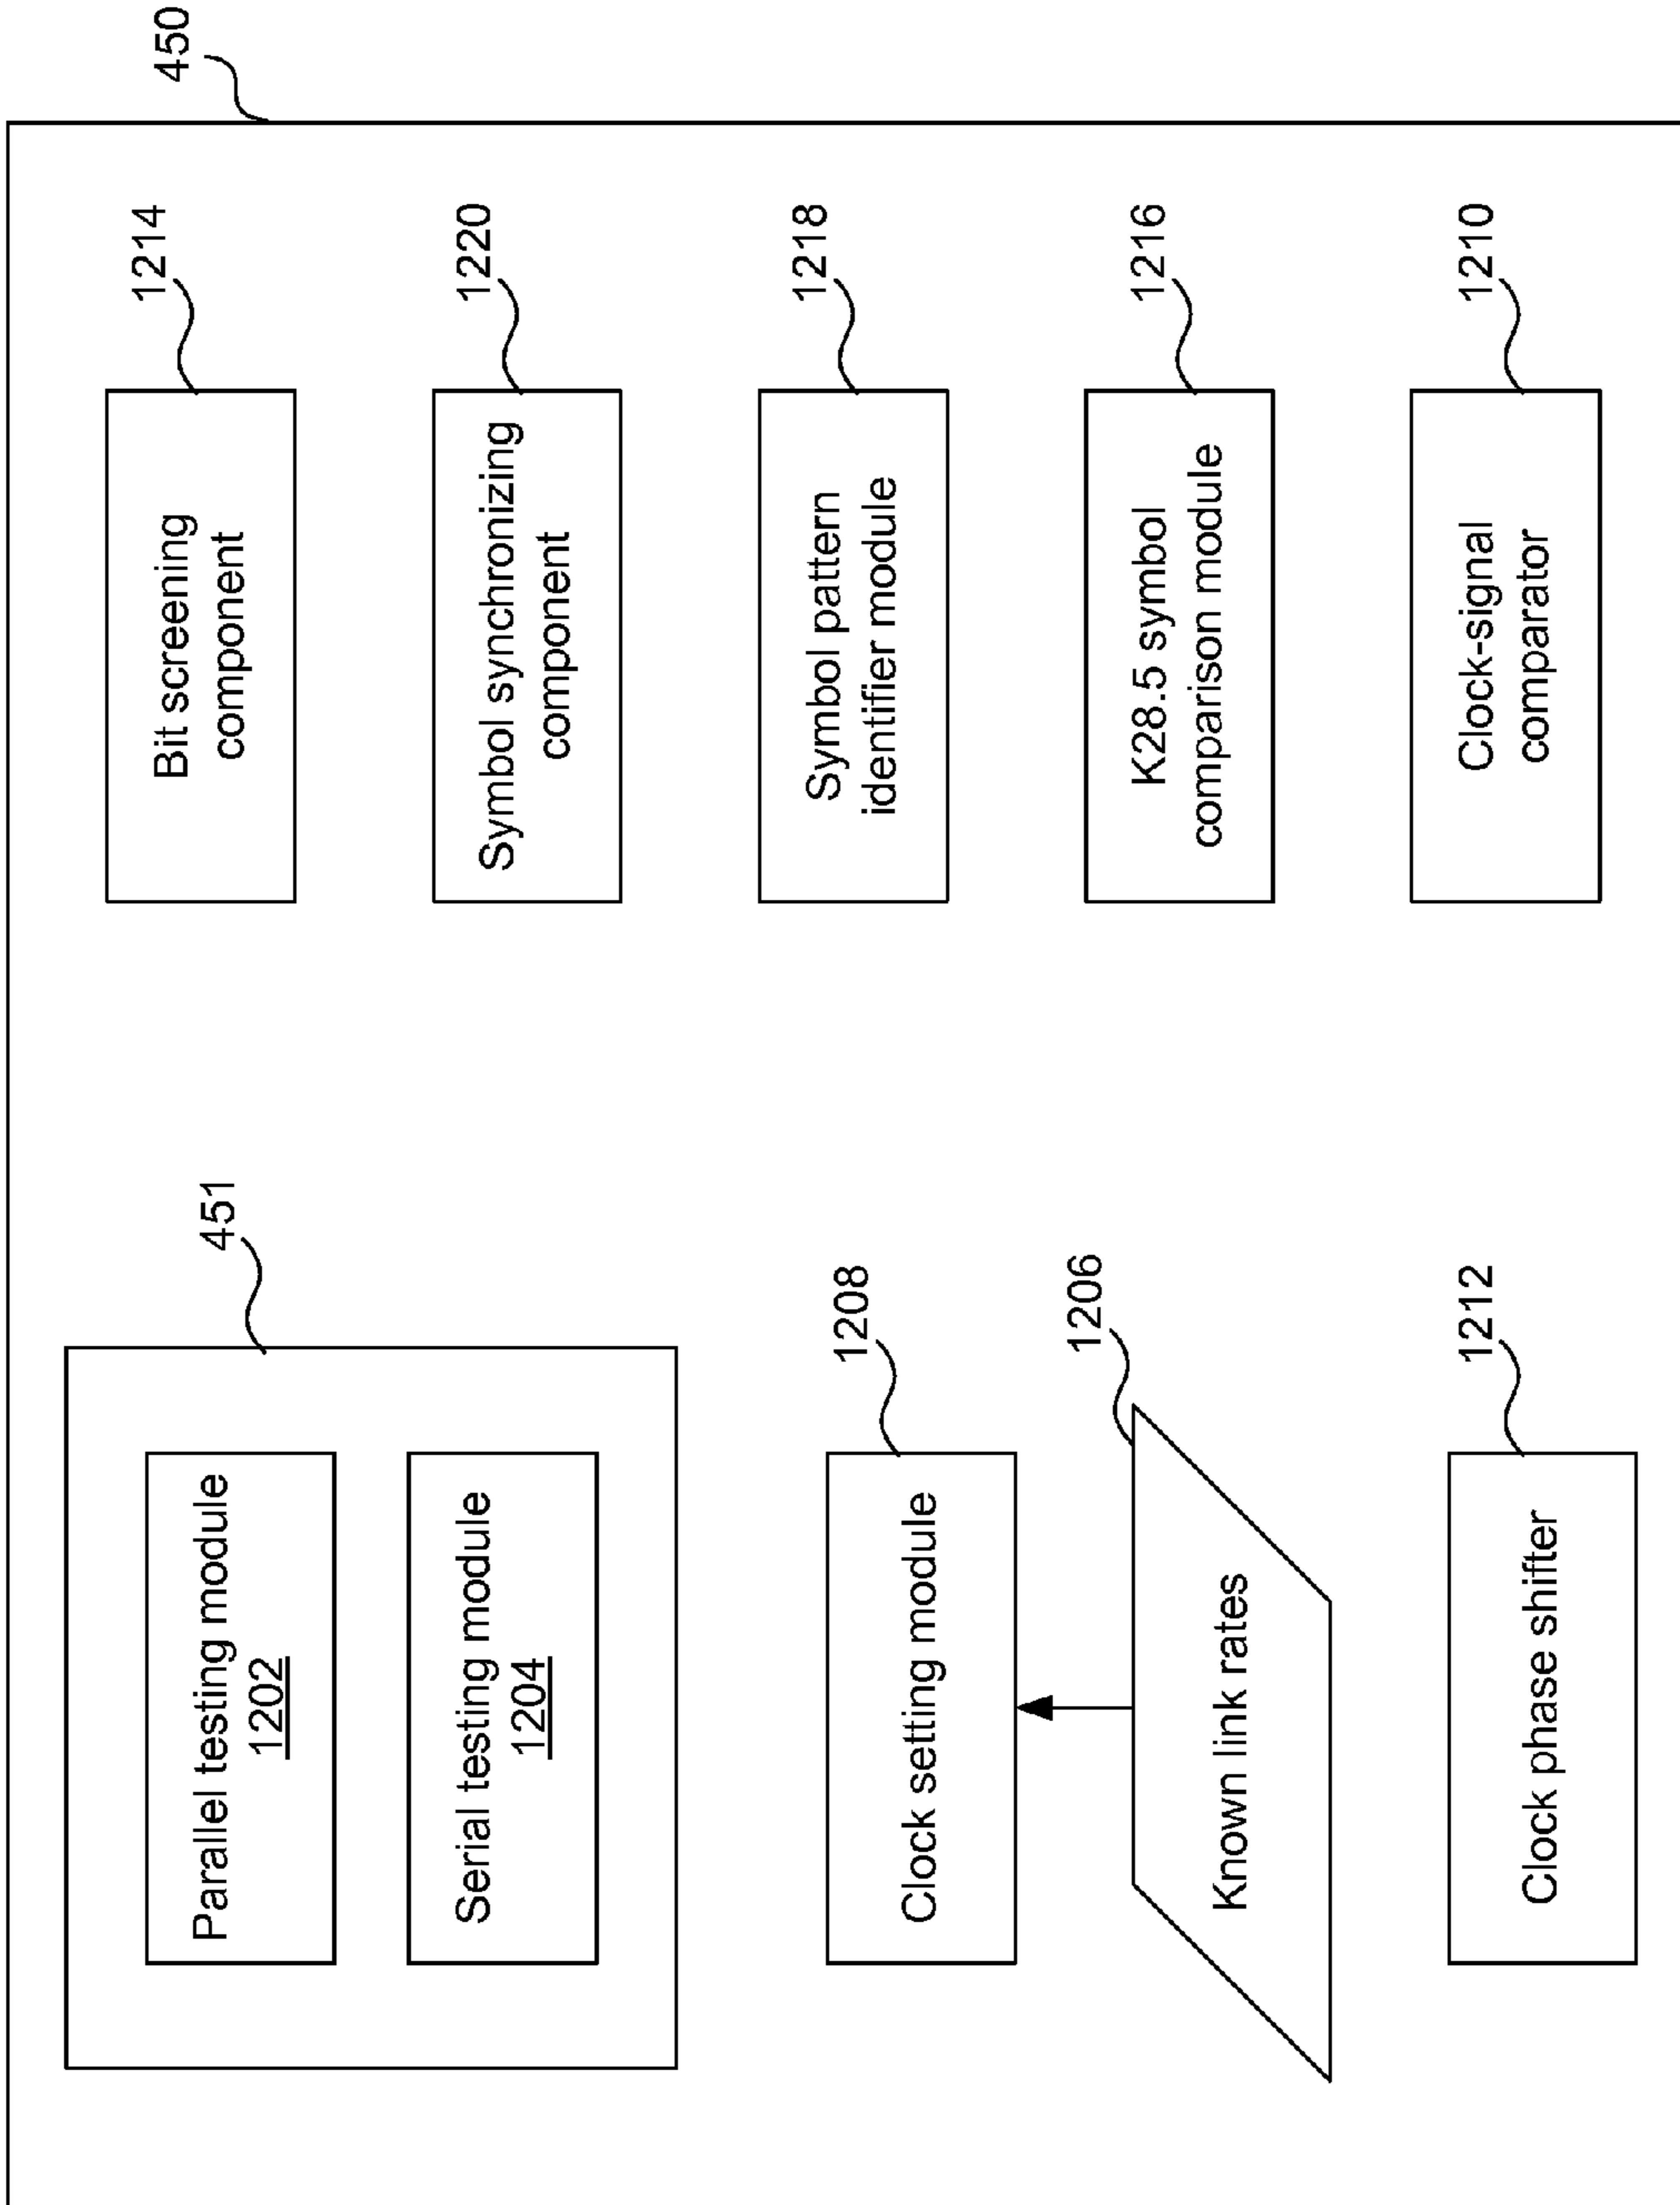 450
451
Parallel testing module
1202
Serial testing module
1204
1208
Clock setting module
1206
Known link rates
1212
Clock phase shifter
1214
Bit screening
component
1220
Symbol synchronizing
component
1218
Symbol pattern
identifier module
1216
K28.5 symbol
comparison module
1210
Clock-signal
comparator